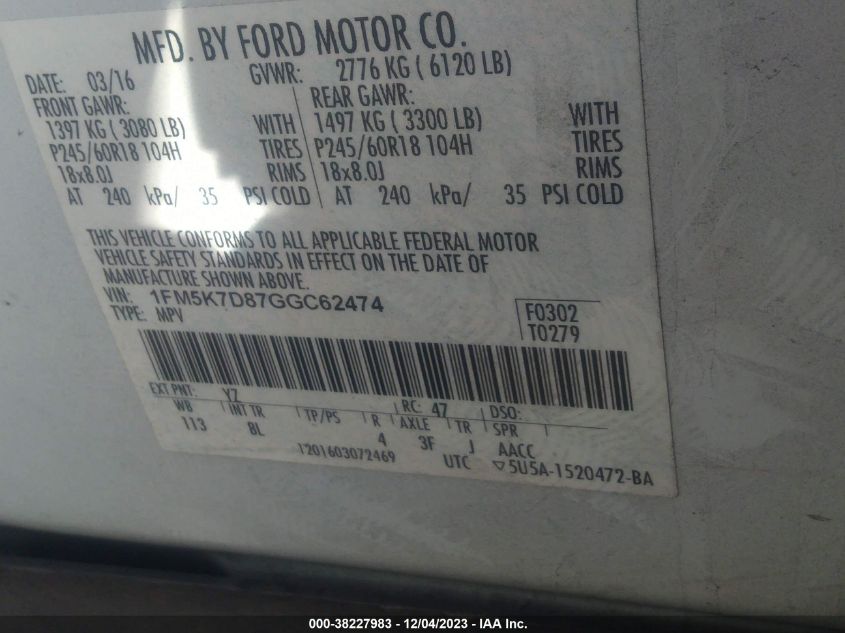 MFD. BY FORD MOTOR CO.
DATE: 03/16 GVWR: 2776 KG ( 6120 LB)
FRONT GAWR: REAR GAWR:
1397 KG ( 3080 LB) WITH 1497 KG ( 3300 LB) WITH
P245/60R18 104H TIRES P245/60R18 104H TIRES
18x8.0J RIMS 18x8.0J RIMS
AT 240 kPa/ 35 PSI COLD AT 240 kPa/ 35 PSI COLD
THIS VEHICLE CONFORMS TO ALL APPLICABLE FEDERAL MOTOR
VEHICLE SAFETY STANDARDS IN EFFECT ON THE DATE OF
MANUFACTURE SHOWN ABOVE.
VIN: 1FM5K7D87GGC62474 F0302
TYPE: MPV T0279
EXT PNT: YZ RC: 47 DSO:
WB INT TR TP/PS R AXLE TR SPR
113 8L 4 3F J AACC
1201603072469 UTC ▽5U5A-1520472-BA
000-38227983 - 12/04/2023 - IAA Inc.